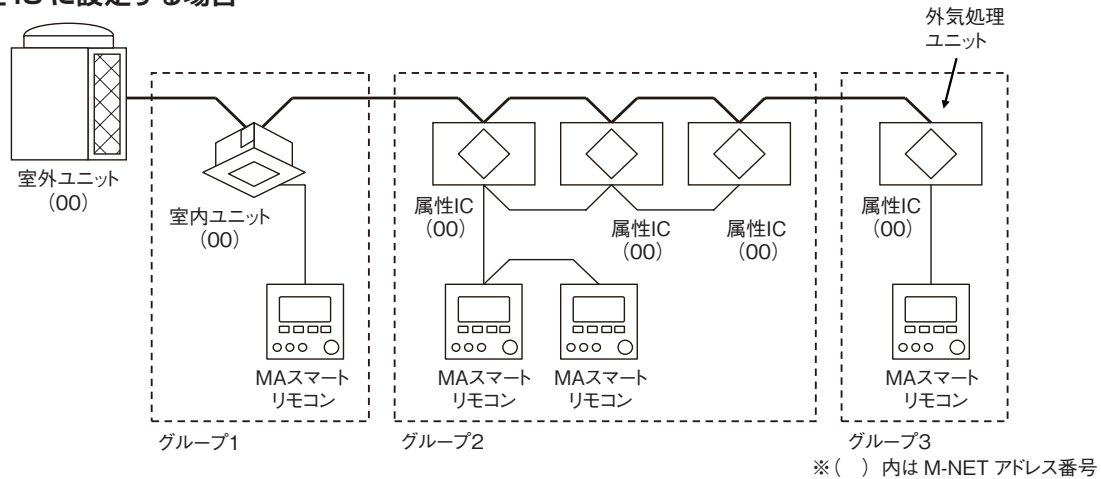 に設定する場合
外気処理
ユニット
室外ユニット
(00)
室内ユニット
(00)
属性IC
(00)
属性IC
(00)
属性IC
(00)
属性IC
(00)
MAスマート
リモコン
MAスマート
リモコン
MAスマート
リモコン
MAスマート
リモコン
グループ1
グループ2
グループ3
※(　)内は M-NET アドレス番号